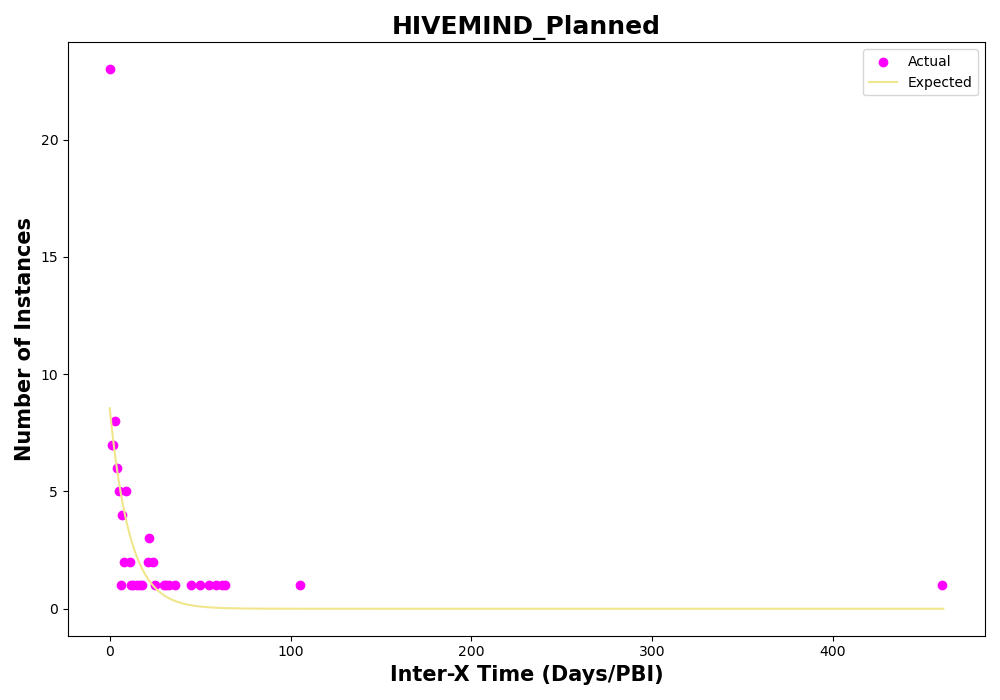 HIVEMIND_Planned
Actual
Expected
20
15
10
5
0
Number of Instances
0
100
200
300
400
Inter-X Time (Days/PBI)